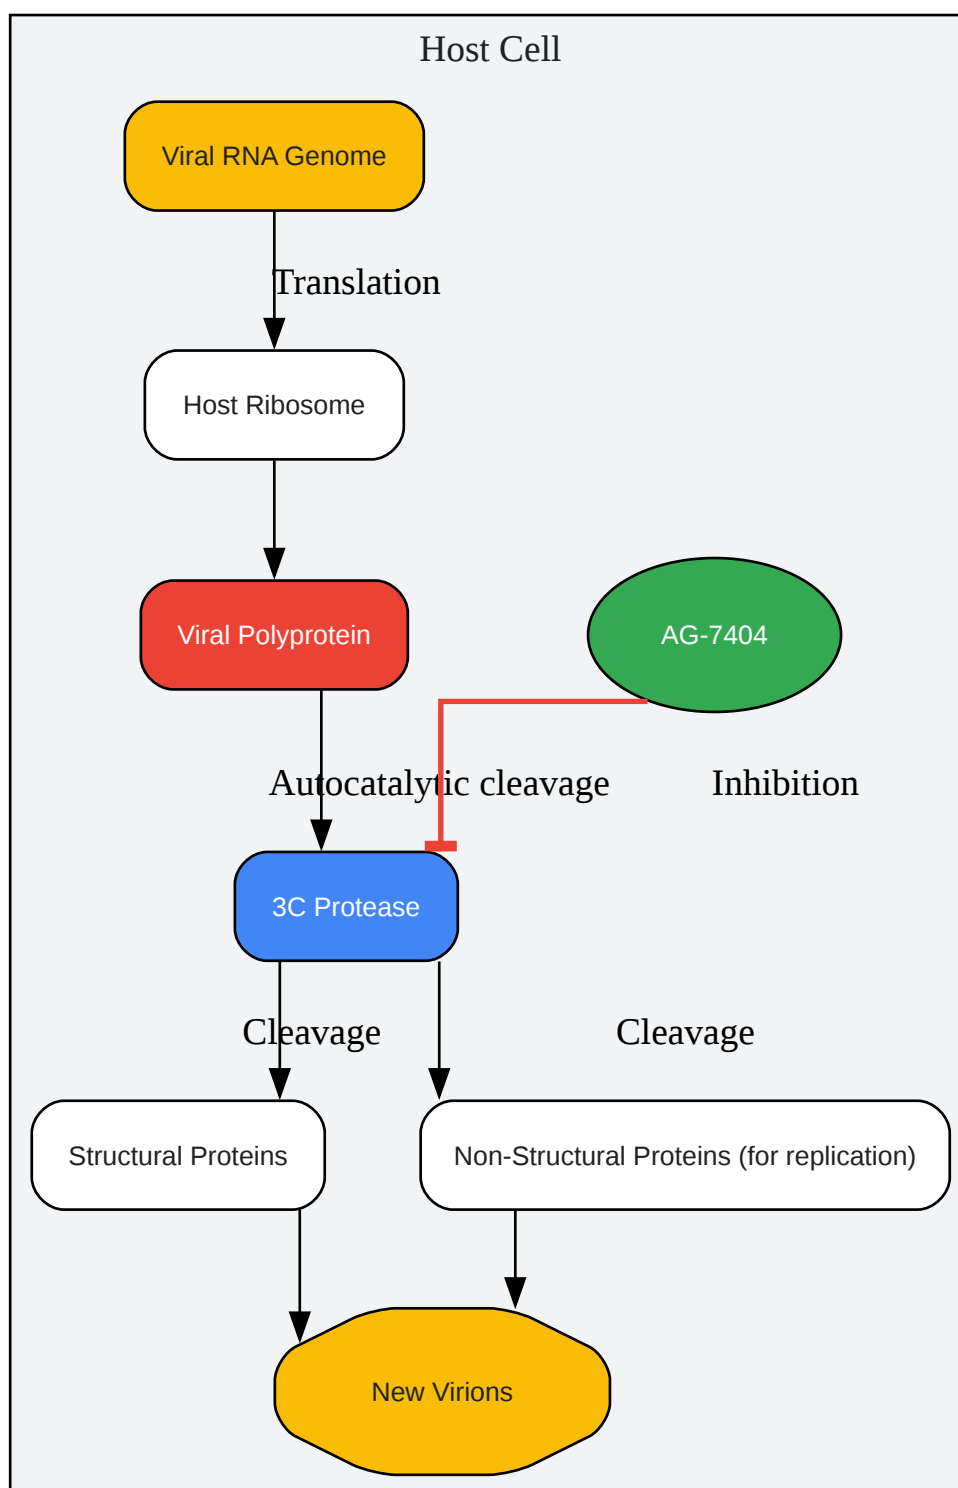 Host Cell
Viral RNA Genome
Translation
Host Ribosome
Viral Polyprotein
AG-7404
Autocatalytic cleavage
Inhibition
3C Protease
Cleavage
Cleavage
Structural Proteins
Non-Structural Proteins (for replication)
New Virions